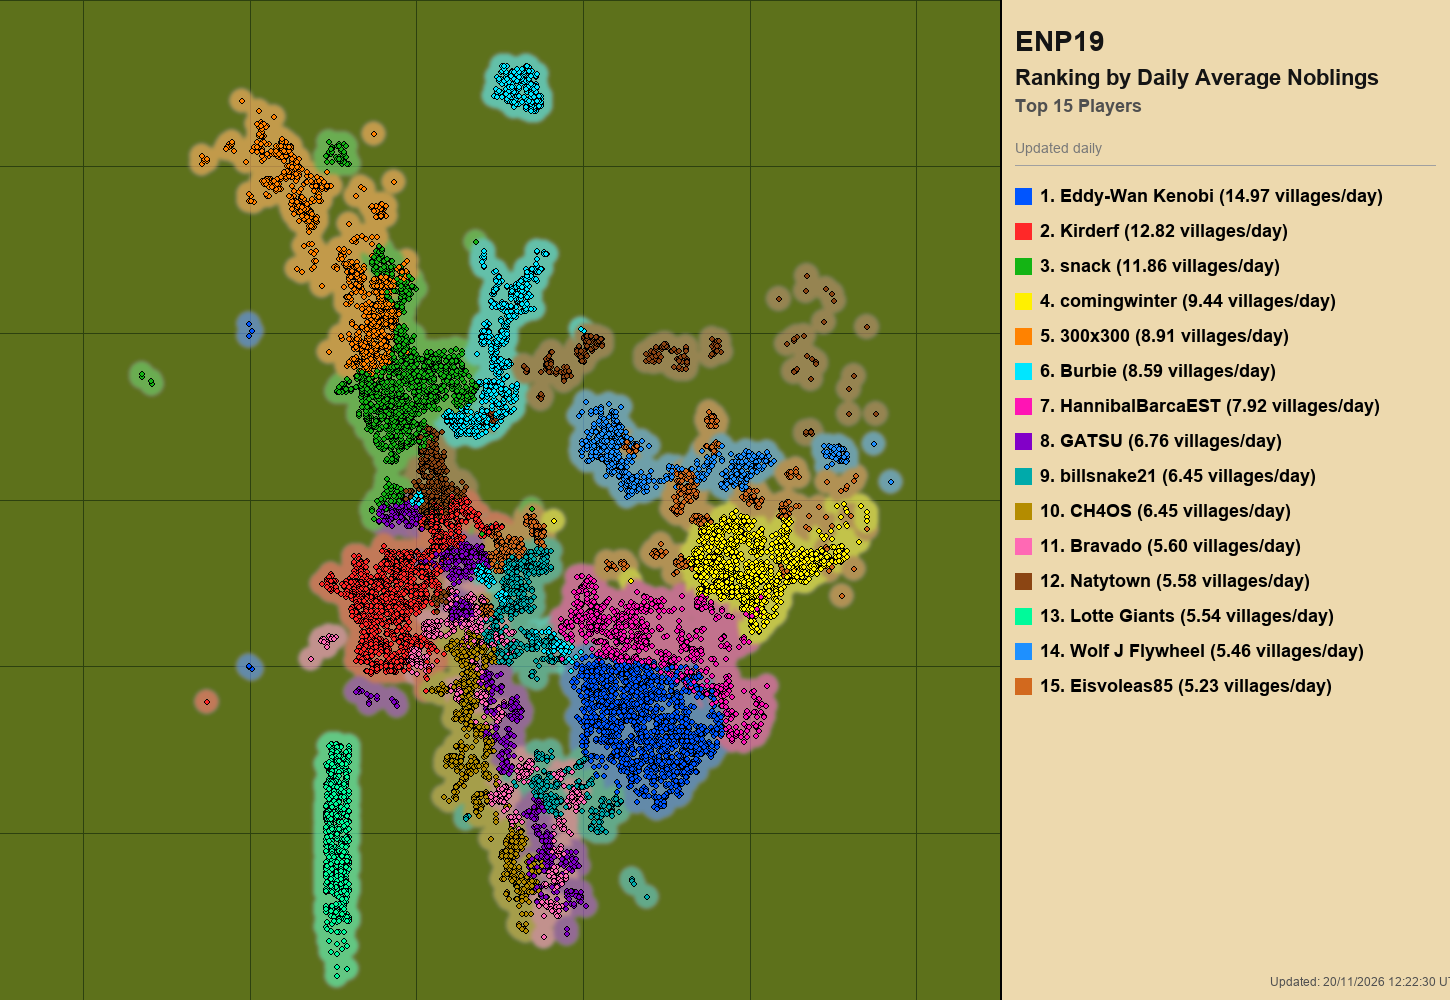 ENP19
Ranking by Daily Average Noblings
Top 15 Players
Updated daily
1. Eddy-Wan Kenobi (14.97 villages/day)
2. Kirderf (12.82 villages/day)
3. snack (11.86 villages/day)
4. comingwinter (9.44 villages/day)
5. 300x300 (8.91 villages/day)
6. Burbie (8.59 villages/day)
7. HannibalBarcaEST (7.92 villages/day)
8. GATSU (6.76 villages/day)
9. billsnake21 (6.45 villages/day)
10. CH4OS (6.45 villages/day)
11. Bravado (5.60 villages/day)
12. Natytown (5.58 villages/day)
13. Lotte Giants (5.54 villages/day)
14. Wolf J Flywheel (5.46 villages/day)
15. Eisvoleas85 (5.23 villages/day)
Updated: 20/11/2026 12:22:30